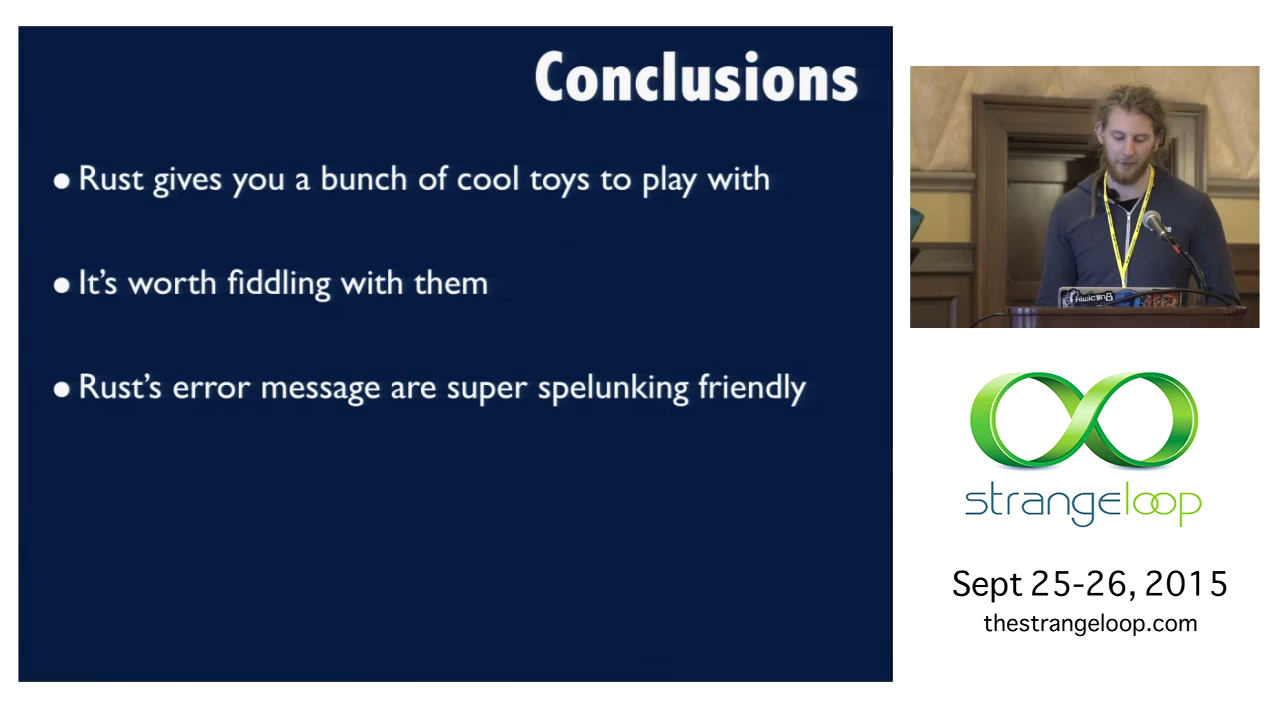 Conclusions
• Rust gives you a bunch of cool toys to play with
• It’s worth fiddling with them
• Rust’s error message are super spelunking friendly
kiwicon8
strangeloop
Sept 25-26, 2015
thestrangeloop.com